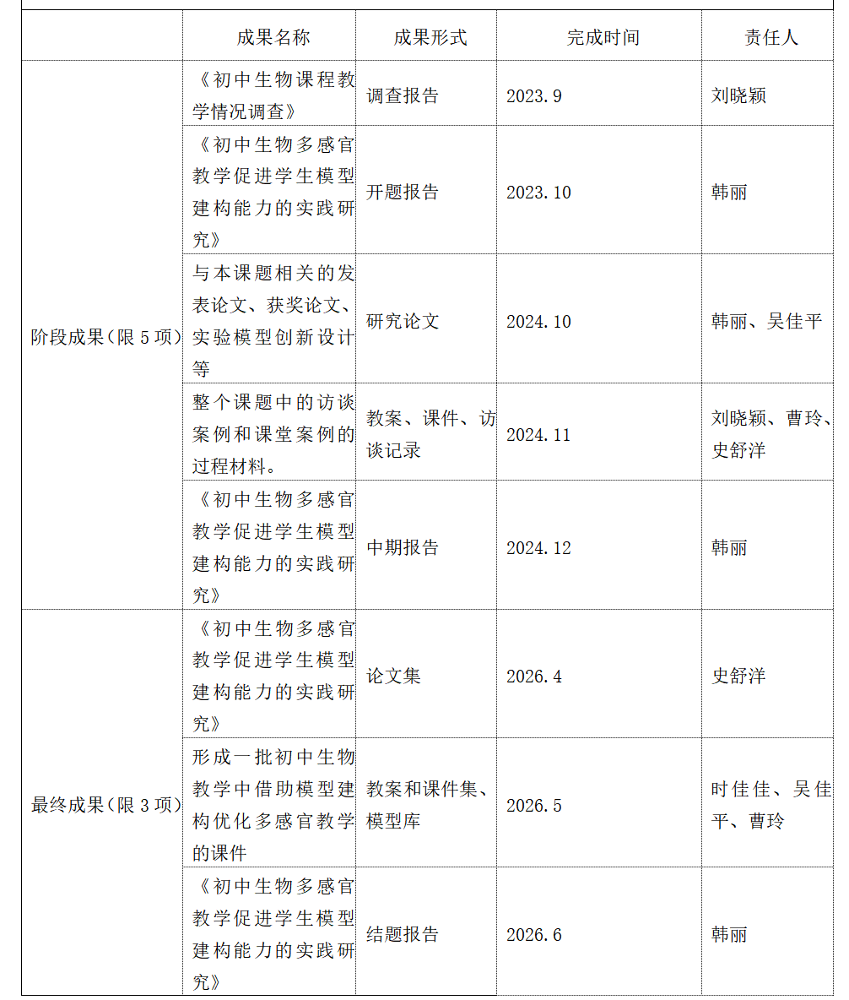 成果名称 成果形式 完成时间 责任人
阶段成果(限5项)
《初中生物课程教
学情况调查》
调查报告
2023.9
刘晓颖
《初中生物多感官
教学促进学生模型
建构能力的实践研
究》
开题报告
2023.10
韩丽
与本课题相关的发
表论文、获奖论文、
实验模型创新设计
等
研究论文
2024.10
韩丽、吴佳平
整个课题中的访谈
案例和课堂案例的
过程材料。
教案、课件、访
谈记录
2024.11
刘晓颖、曹玲、
史舒洋
《初中生物多感官
教学促进学生模型
建构能力的实践研
究》
中期报告
2024.12
韩丽
最终成果(限3项)
《初中生物多感官
教学促进学生模型
建构能力的实践研
究》
论文集
2026.4
史舒洋
形成一批初中生物
教学中借助模型建
构优化多感官教学
的课件
教案和课件集、
模型库
2026.5
时佳佳、吴佳
平、曹玲
《初中生物多感官
教学促进学生模型
建构能力的实践研
究》
结题报告
2026.6
韩丽